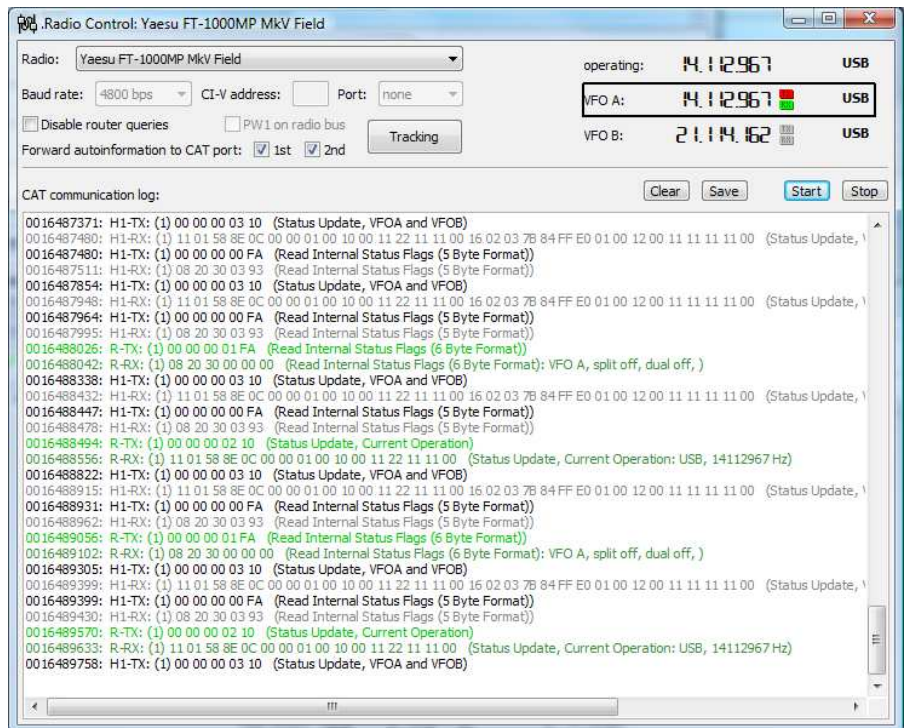 .Radio Control: Yaesu FT-1000MP MkV Field
Radio: Yaesu FT-1000MP MkV Field
operating: 14.112.967 USB
Baud rate: 4800 bps CI-V address: Port: none
VFO A: 14.112.967 TX RX USB
Disable router queries PW1 on radio bus Tracking
VFO B: 21.114.162 TX RX USB
Forward autoinformation to CAT port: 1st 2nd
CAT communication log: Clear Save Start Stop
0016487371: H1-TX: (1) 00 00 00 03 10 (Status Update, VFOA and VFOB)
0016487480: H1-RX: (1) 11 01 58 8E 0C 00 00 01 00 10 00 11 22 11 11 00 16 02 03 7B 84 FF E0 01 00 12 00 11 11 11 11 00 (Status Update, \
0016487480: H1-TX: (1) 00 00 00 00 FA (Read Internal Status Flags (5 Byte Format))
0016487511: H1-RX: (1) 08 20 30 03 93 (Read Internal Status Flags (5 Byte Format))
0016487854: H1-TX: (1) 00 00 00 03 10 (Status Update, VFOA and VFOB)
0016487948: H1-RX: (1) 11 01 58 8E 0C 00 00 01 00 10 00 11 22 11 11 00 16 02 03 7B 84 FF E0 01 00 12 00 11 11 11 11 00 (Status Update, \
0016487964: H1-TX: (1) 00 00 00 00 FA (Read Internal Status Flags (5 Byte Format))
0016487995: H1-RX: (1) 08 20 30 03 93 (Read Internal Status Flags (5 Byte Format))
0016488026: R-TX: (1) 00 00 00 01 FA (Read Internal Status Flags (6 Byte Format))
0016488042: R-RX: (1) 08 20 30 00 00 00 (Read Internal Status Flags (6 Byte Format): VFO A, split off, dual off, )
0016488338: H1-TX: (1) 00 00 00 03 10 (Status Update, VFOA and VFOB)
0016488432: H1-RX: (1) 11 01 58 8E 0C 00 00 01 00 10 00 11 22 11 11 00 16 02 03 7B 84 FF E0 01 00 12 00 11 11 11 11 00 (Status Update, \
0016488447: H1-TX: (1) 00 00 00 00 FA (Read Internal Status Flags (5 Byte Format))
0016488478: H1-RX: (1) 08 20 30 03 93 (Read Internal Status Flags (5 Byte Format))
0016488494: R-TX: (1) 00 00 00 02 10 (Status Update, Current Operation)
0016488556: R-RX: (1) 11 01 58 8E 0C 00 00 01 00 10 00 11 22 11 11 00 (Status Update, Current Operation: USB, 14112967 Hz)
0016488822: H1-TX: (1) 00 00 00 03 10 (Status Update, VFOA and VFOB)
0016488915: H1-RX: (1) 11 01 58 8E 0C 00 00 01 00 10 00 11 22 11 11 00 16 02 03 7B 84 FF E0 01 00 12 00 11 11 11 11 00 (Status Update, \
0016488931: H1-TX: (1) 00 00 00 00 FA (Read Internal Status Flags (5 Byte Format))
0016488962: H1-RX: (1) 08 20 30 03 93 (Read Internal Status Flags (5 Byte Format))
0016489056: R-TX: (1) 00 00 00 01 FA (Read Internal Status Flags (6 Byte Format))
0016489102: R-RX: (1) 08 20 30 00 00 00 (Read Internal Status Flags (6 Byte Format): VFO A, split off, dual off, )
0016489305: H1-TX: (1) 00 00 00 03 10 (Status Update, VFOA and VFOB)
0016489399: H1-RX: (1) 11 01 58 8E 0C 00 00 01 00 10 00 11 22 11 11 00 16 02 03 7B 84 FF E0 01 00 12 00 11 11 11 11 00 (Status Update, \
0016489399: H1-TX: (1) 00 00 00 00 FA (Read Internal Status Flags (5 Byte Format))
0016489430: H1-RX: (1) 08 20 30 03 93 (Read Internal Status Flags (5 Byte Format))
0016489570: R-TX: (1) 00 00 00 02 10 (Status Update, Current Operation)
0016489633: R-RX: (1) 11 01 58 8E 0C 00 00 01 00 10 00 11 22 11 11 00 (Status Update, Current Operation: USB, 14112967 Hz)
0016489758: H1-TX: (1) 00 00 00 03 10 (Status Update, VFOA and VFOB)